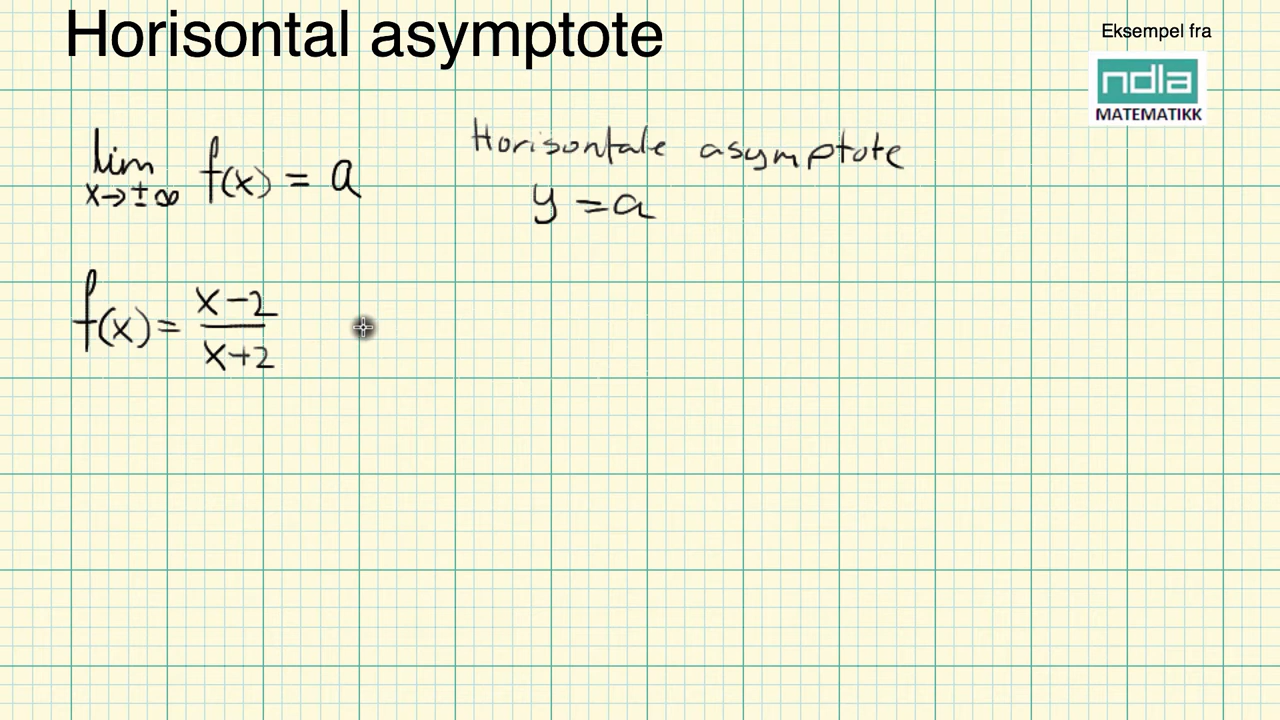 Horisontal asymptote
Eksempel fra
ndla
MATEMATIKK
lim x→±∞ f(x) = a
Horisontale asymptote
y = a
f(x) = (x-2)/(x+2)